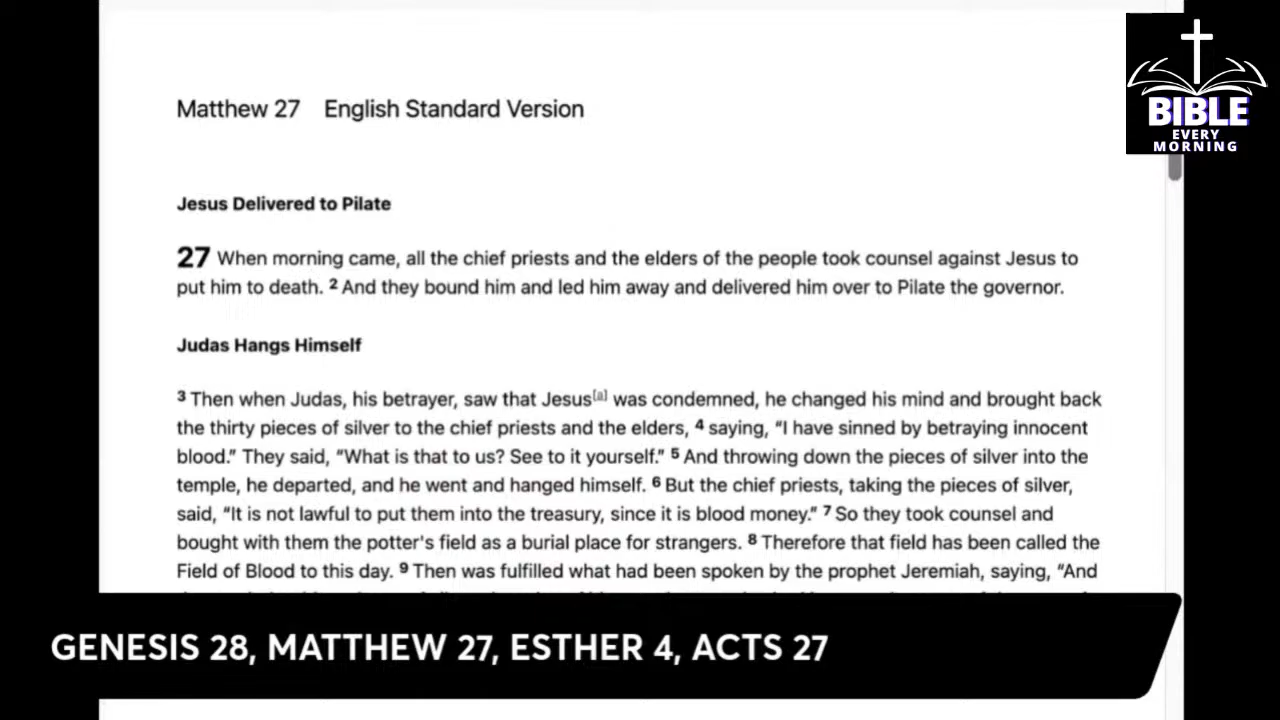 Matthew 27 English Standard Version
BIBLE
EVERY
MORNING
Jesus Delivered to Pilate
27 When morning came, all the chief priests and the elders of the people took counsel against Jesus to
put him to death. 2 And they bound him and led him away and delivered him over to Pilate the governor.
Judas Hangs Himself
3 Then when Judas, his betrayer, saw that Jesus[a] was condemned, he changed his mind and brought back
the thirty pieces of silver to the chief priests and the elders, 4 saying, “I have sinned by betraying innocent
blood.” They said, “What is that to us? See to it yourself.” 5 And throwing down the pieces of silver into the
temple, he departed, and he went and hanged himself. 6 But the chief priests, taking the pieces of silver,
said, “It is not lawful to put them into the treasury, since it is blood money.” 7 So they took counsel and
bought with them the potter's field as a burial place for strangers. 8 Therefore that field has been called the
Field of Blood to this day. 9 Then was fulfilled what had been spoken by the prophet Jeremiah, saying, “And
GENESIS 28, MATTHEW 27, ESTHER 4, ACTS 27